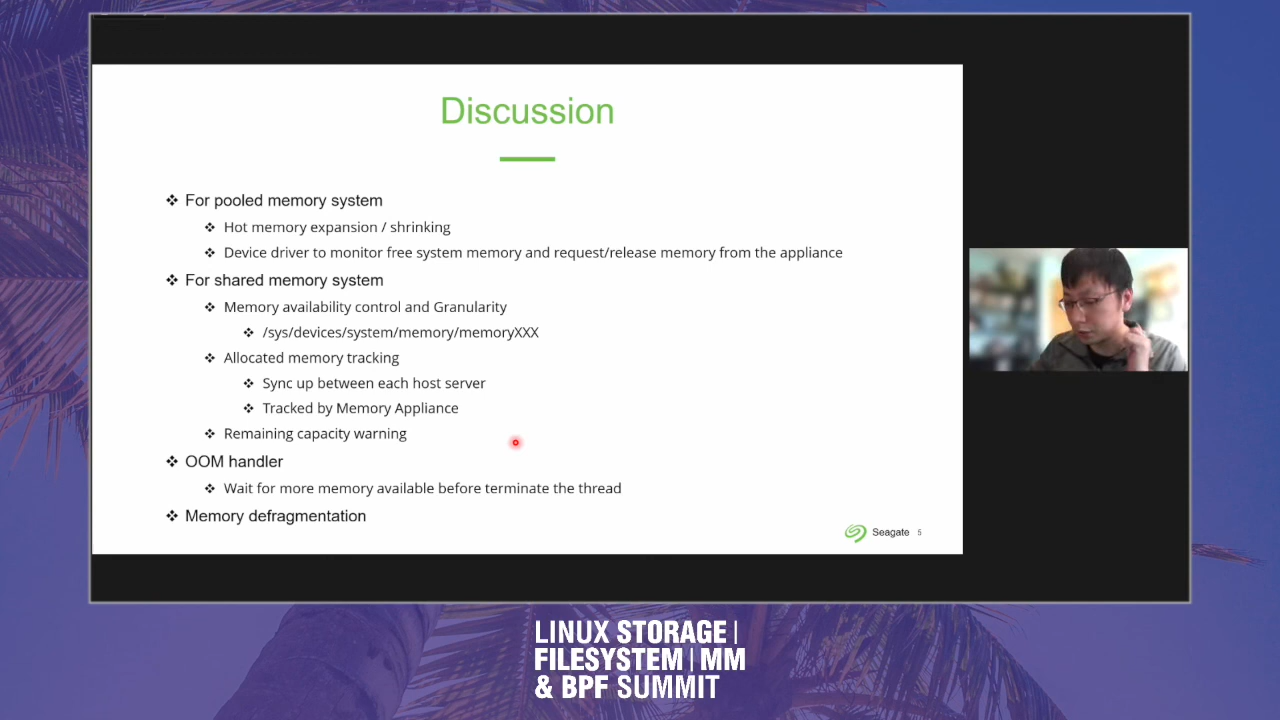 Discussion
❖ For pooled memory system
❖ Hot memory expansion / shrinking
❖ Device driver to monitor free system memory and request/release memory from the appliance
❖ For shared memory system
❖ Memory availability control and Granularity
❖ /sys/devices/system/memory/memoryXXX
❖ Allocated memory tracking
❖ Sync up between each host server
❖ Tracked by Memory Appliance
❖ Remaining capacity warning
❖ OOM handler
❖ Wait for more memory available before terminate the thread
❖ Memory defragmentation
Seagate 5
LINUX STORAGE |
FILESYSTEM | MM
& BPF SUMMIT